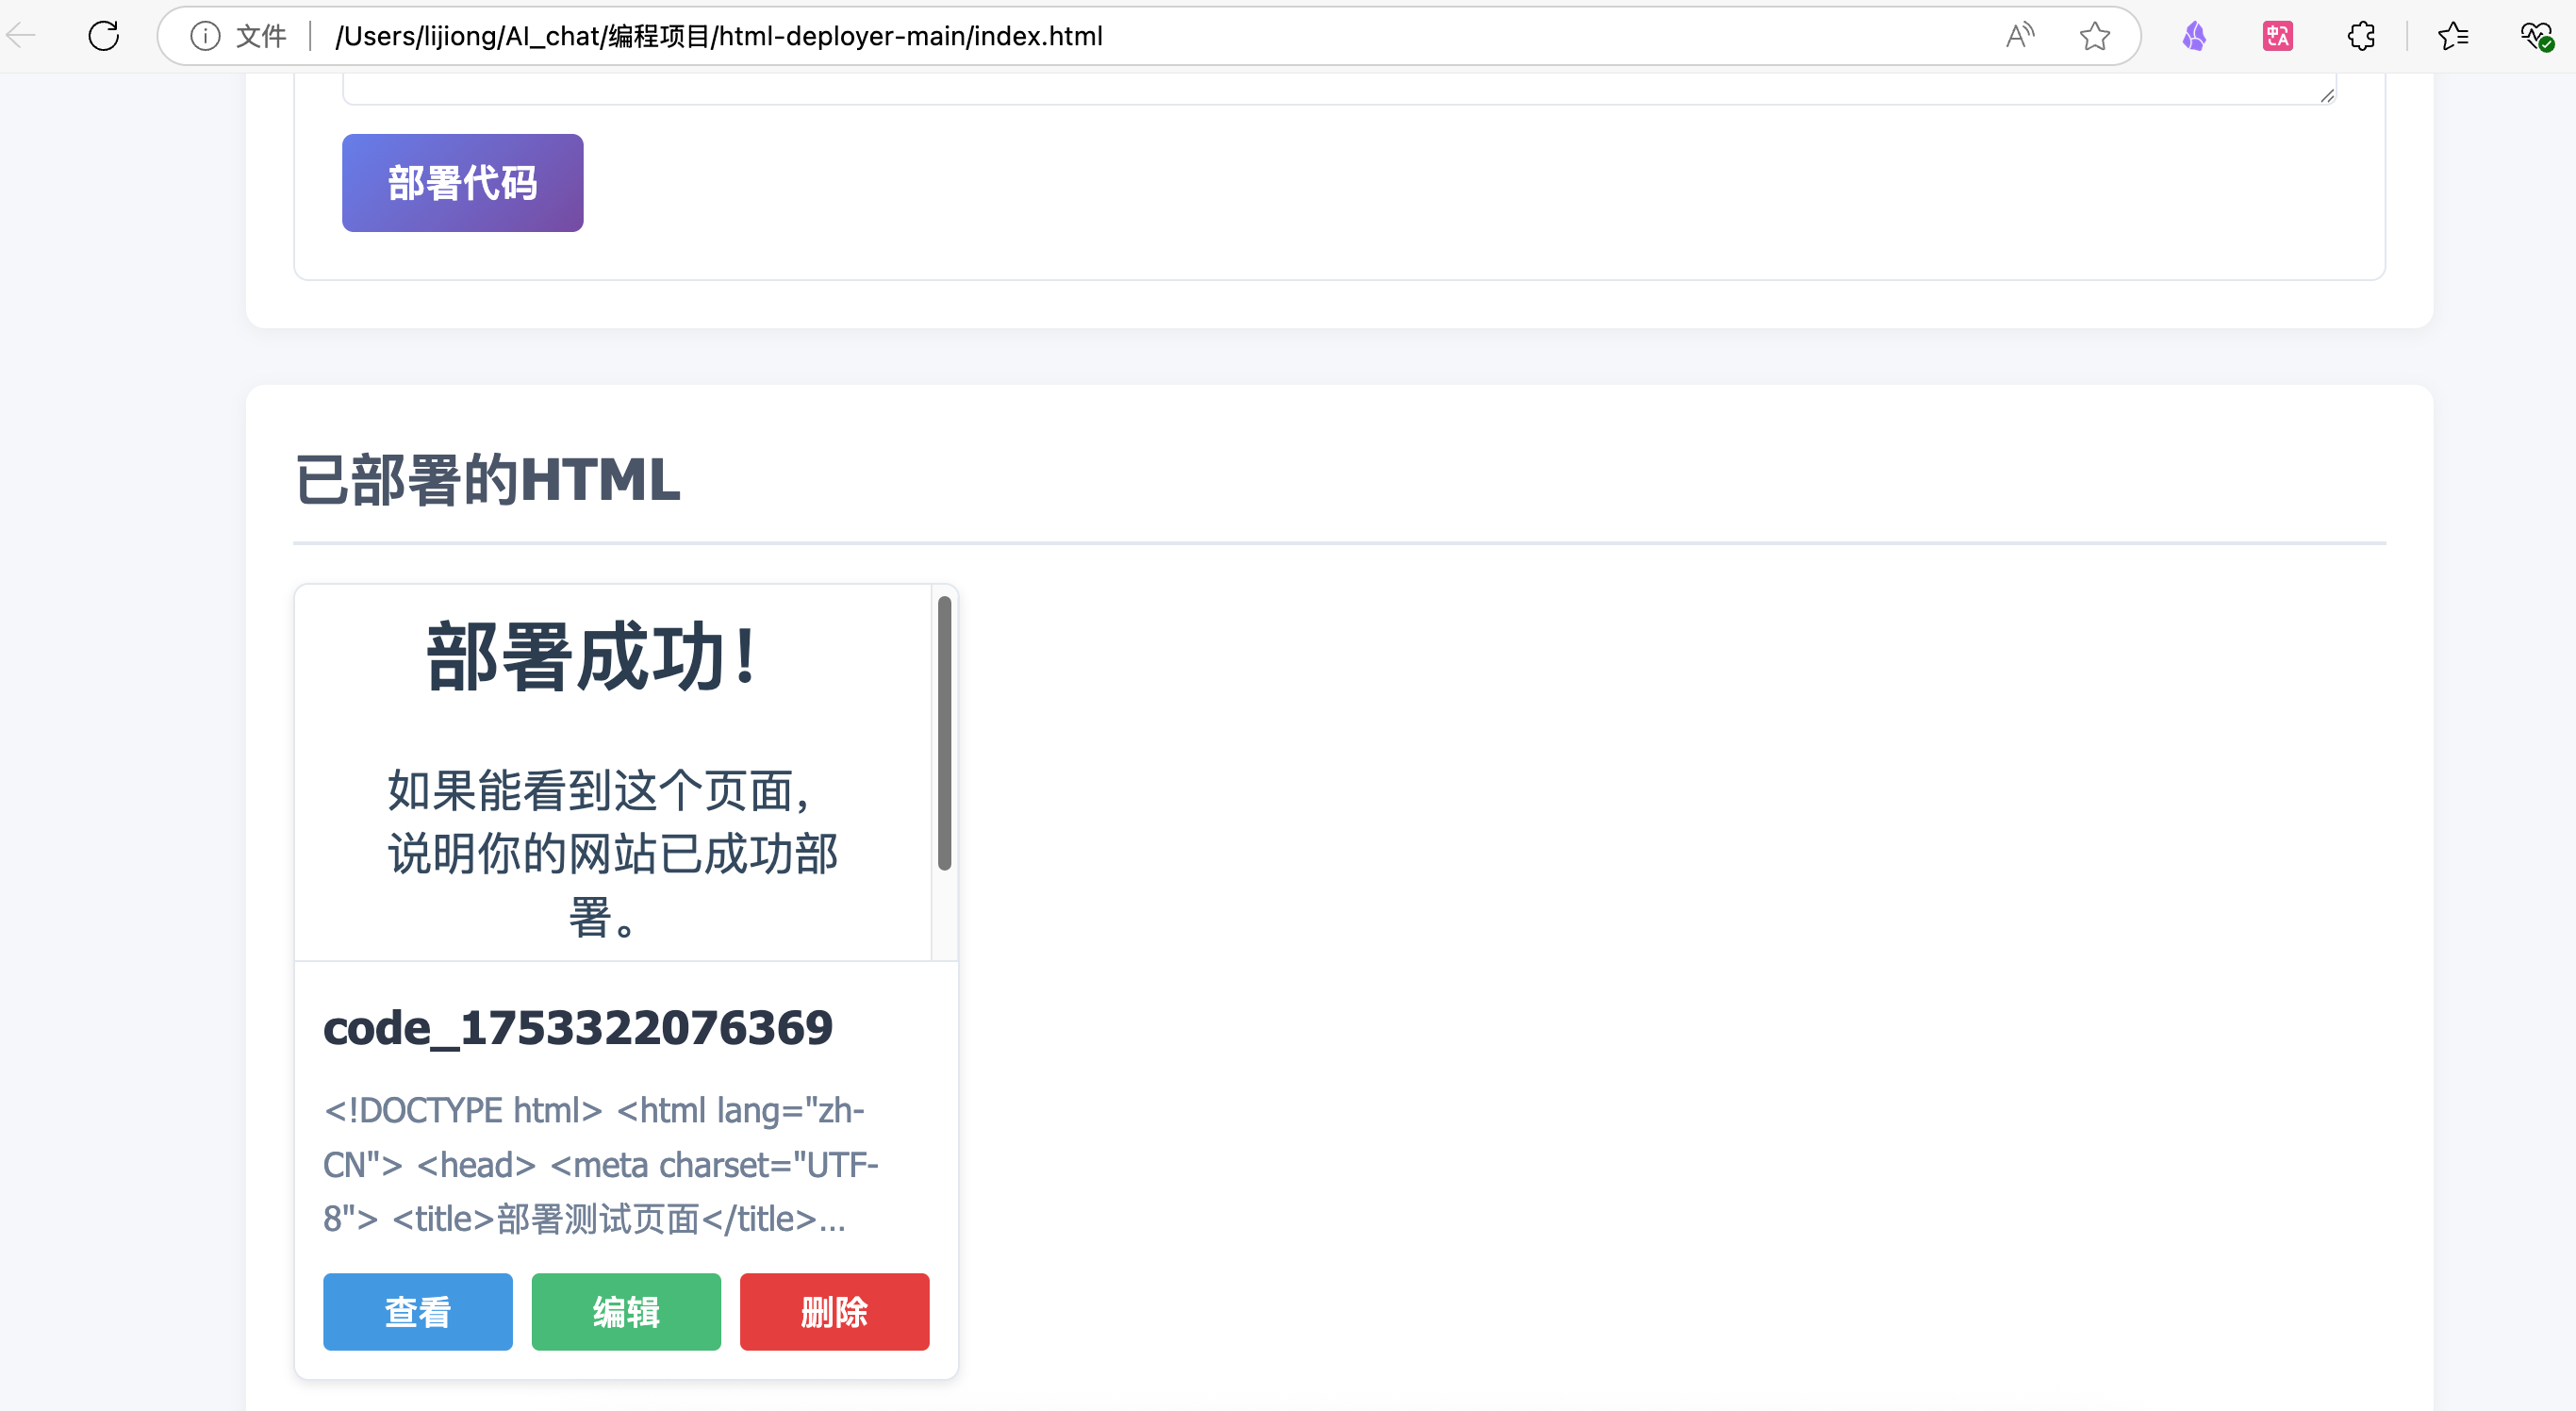 文件
/Users/lijiong/AI_chat/编程项目/html-deployer-main/index.html
部署代码
已部署的HTML
部署成功！
如果能看到这个页面，
说明你的网站已成功部
署。
code_1753322076369
<!DOCTYPE html> <html lang="zh-
CN"> <head> <meta charset="UTF-
8"> <title>部署测试页面</title>...
查看
编辑
删除